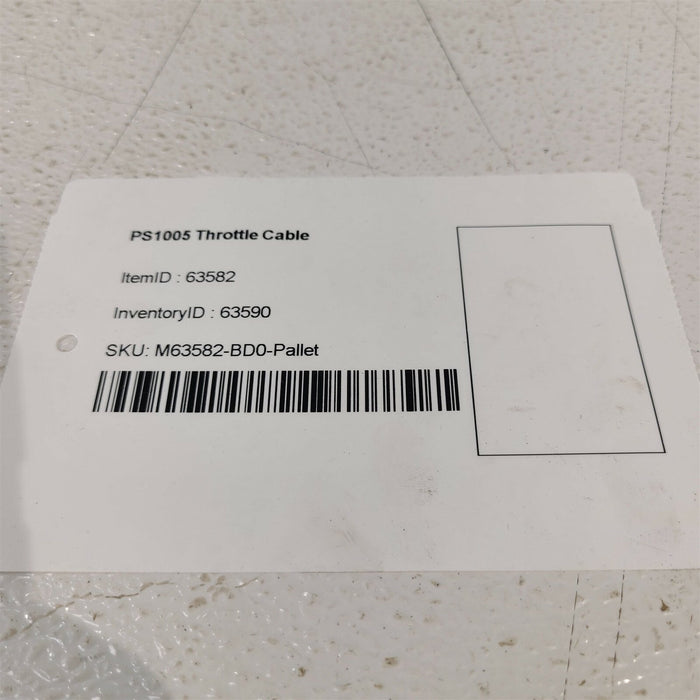 PS1005 Throttle Cable
ItemID : 63582
InventoryID : 63590
SKU: M63582-BD0-Pallet